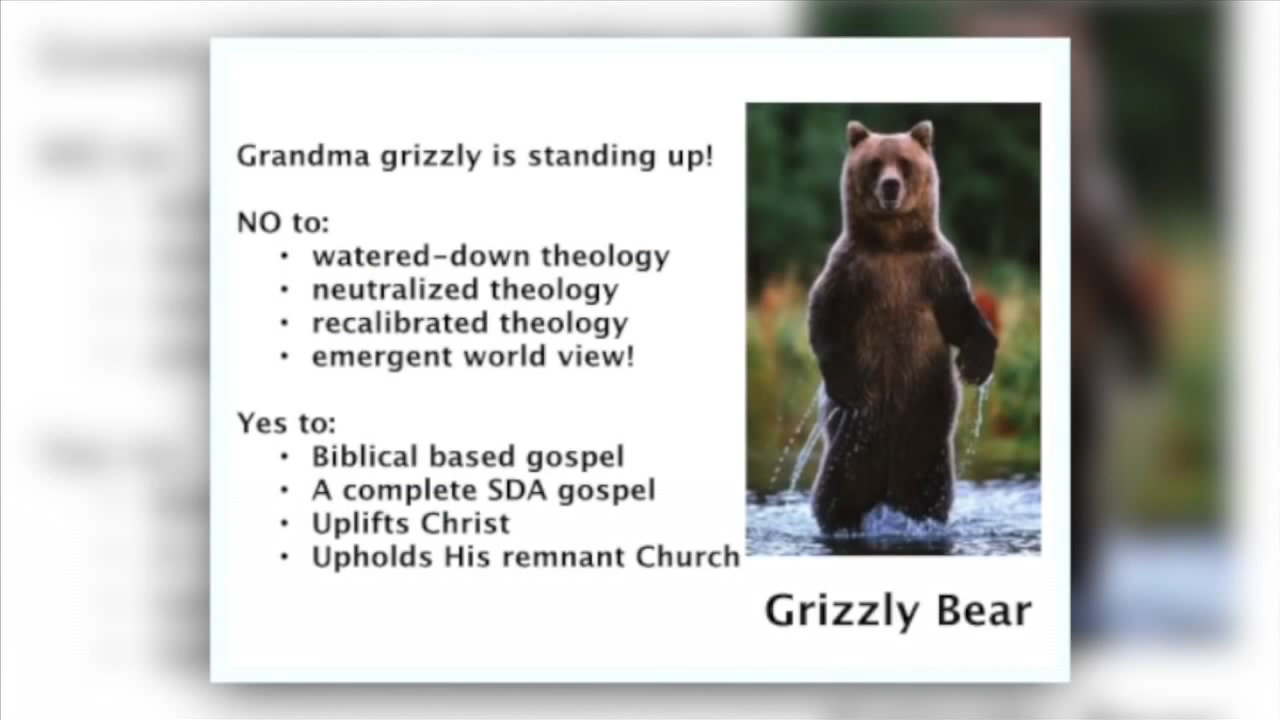 Grandma grizzly is standing up!
NO to:
• watered-down theology
• neutralized theology
• recalibrated theology
• emergent world view!
Yes to:
• Biblical based gospel
• A complete SDA gospel
• Uplifts Christ
• Upholds His remnant Church
Grizzly Bear